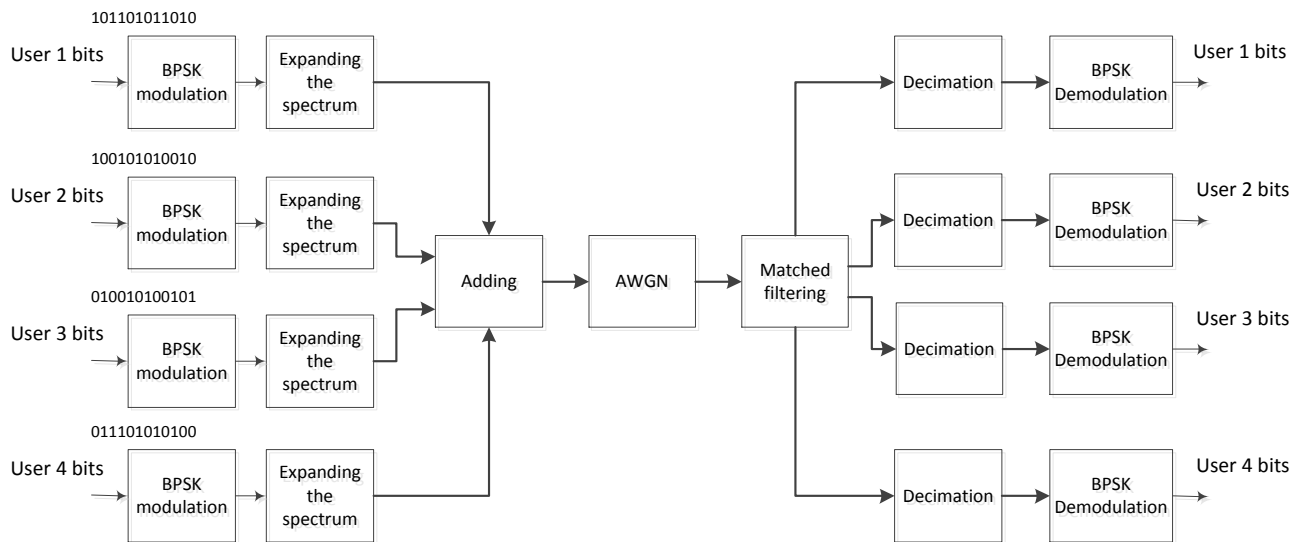 101101011010
User 1 bits
BPSK
modulation
Expanding
the
spectrum
Decimation
BPSK
Demodulation
User 1 bits
100101010010
User 2 bits
BPSK
modulation
Expanding
the
spectrum
Decimation
BPSK
Demodulation
User 2 bits
Adding
AWGN
Matched
filtering
010010100101
User 3 bits
BPSK
modulation
Expanding
the
spectrum
Decimation
BPSK
Demodulation
User 3 bits
011101010100
User 4 bits
BPSK
modulation
Expanding
the
spectrum
Decimation
BPSK
Demodulation
User 4 bits